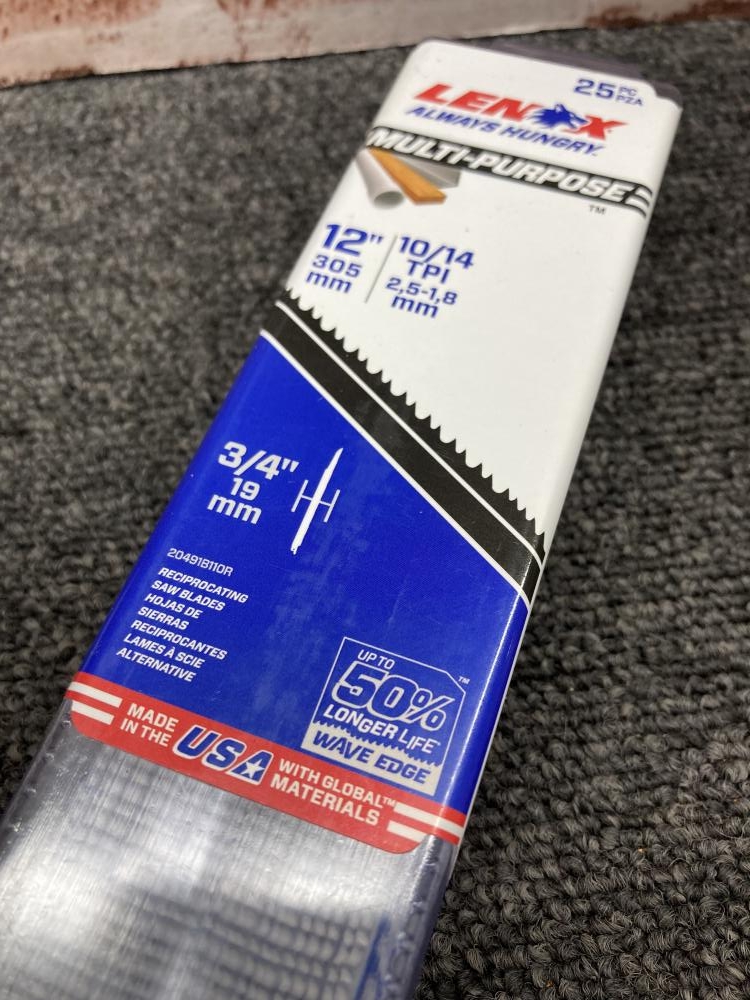 25 PC
PZA
LENOX
ALWAYS HUNGRY.
MULTI-PURPOSE
TM
12"
305
mm
10/14
TPI
2,5-1,8
mm
3/4"
19
mm
20491B110R
RECIPROCATING
SAW BLADES
HOJAS DE
SIERRAS
RECIPROCANTES
LAMES À SCIE
ALTERNATIVE
UP TO
50%
LONGER LIFE
WAVE EDGE
TM
MADE
IN THE
USA
WITH GLOBAL™
MATERIALS